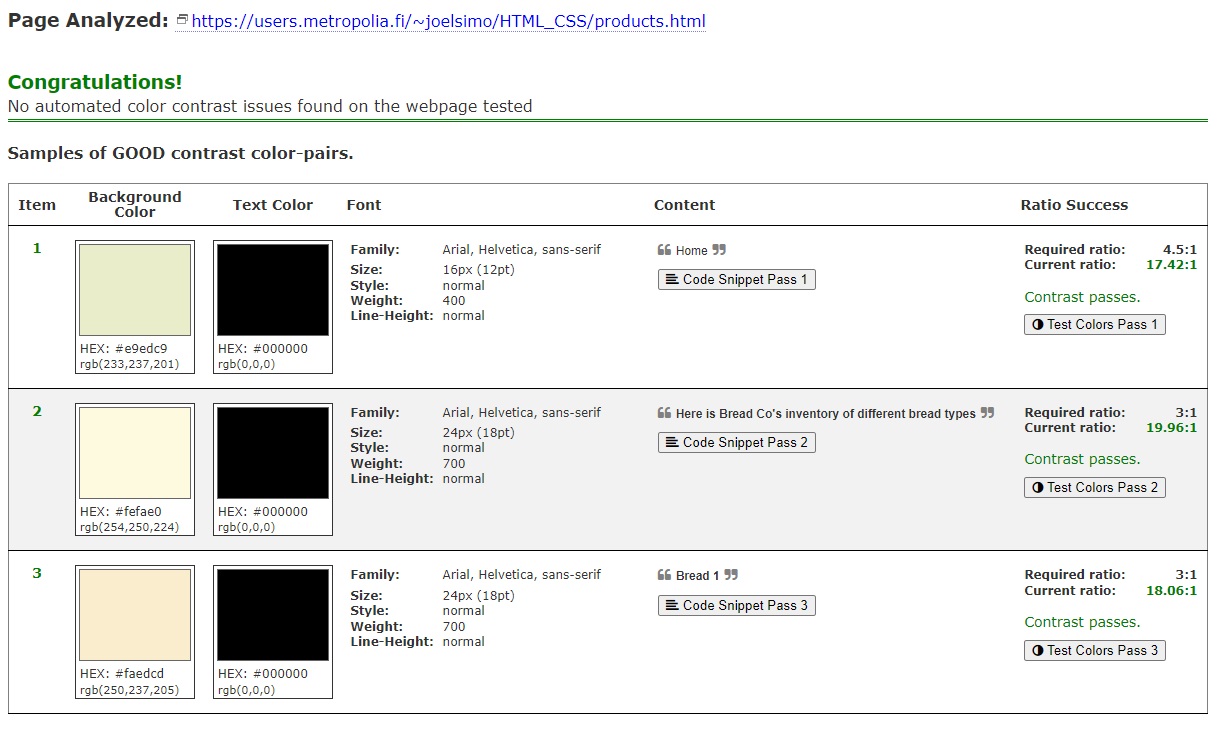 Page Analyzed: https://users.metropolia.fi/~joelsimo/HTML_CSS/products.html
Congratulations!
No automated color contrast issues found on the webpage tested
Samples of GOOD contrast color-pairs.
Item Background Color Text Color Font Content Ratio Success
1
HEX: #e9edc9
rgb(233,237,201)
HEX: #000000
rgb(0,0,0)
Family: Arial, Helvetica, sans-serif
Size: 16px (12pt)
Style: normal
Weight: 400
Line-Height: normal
❝ Home ❞
Code Snippet Pass 1
Required ratio: 4.5:1
Current ratio: 17.42:1
Contrast passes.
Test Colors Pass 1
2
HEX: #fefae0
rgb(254,250,224)
HEX: #000000
rgb(0,0,0)
Family: Arial, Helvetica, sans-serif
Size: 24px (18pt)
Style: normal
Weight: 700
Line-Height: normal
❝ Here is Bread Co's inventory of different bread types ❞
Code Snippet Pass 2
Required ratio: 3:1
Current ratio: 19.96:1
Contrast passes.
Test Colors Pass 2
3
HEX: #faedcd
rgb(250,237,205)
HEX: #000000
rgb(0,0,0)
Family: Arial, Helvetica, sans-serif
Size: 24px (18pt)
Style: normal
Weight: 700
Line-Height: normal
❝ Bread 1 ❞
Code Snippet Pass 3
Required ratio: 3:1
Current ratio: 18.06:1
Contrast passes.
Test Colors Pass 3